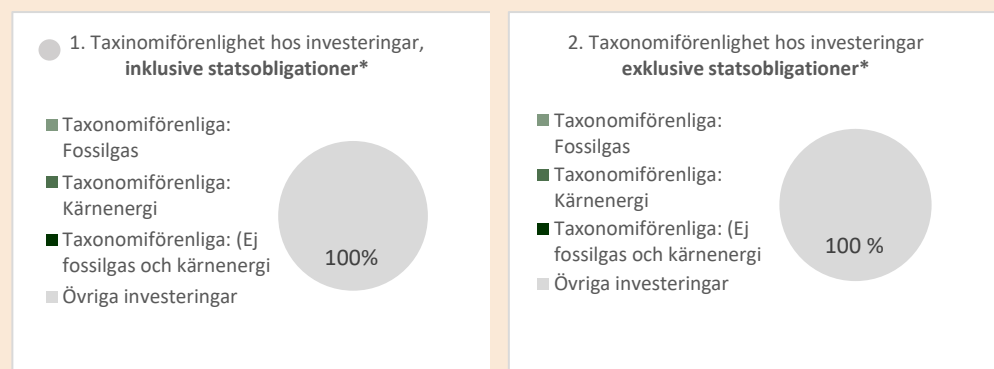 1. Taxinomiförenlighet hos investeringar,
inklusive statsobligationer*
Taxonomiförenliga:
Fossilgas
Taxonomiförenliga:
Kärnenergi
Taxonomiförenliga: (Ej
fossilgas och kärnenergi
Övriga investeringar
100%
2. Taxonomiförenlighet hos investeringar
exklusive statsobligationer*
Taxonomiförenliga:
Fossilgas
Taxonomiförenliga:
Kärnenergi
Taxonomiförenliga: (Ej
fossilgas och kärnenergi
Övriga investeringar
100 %